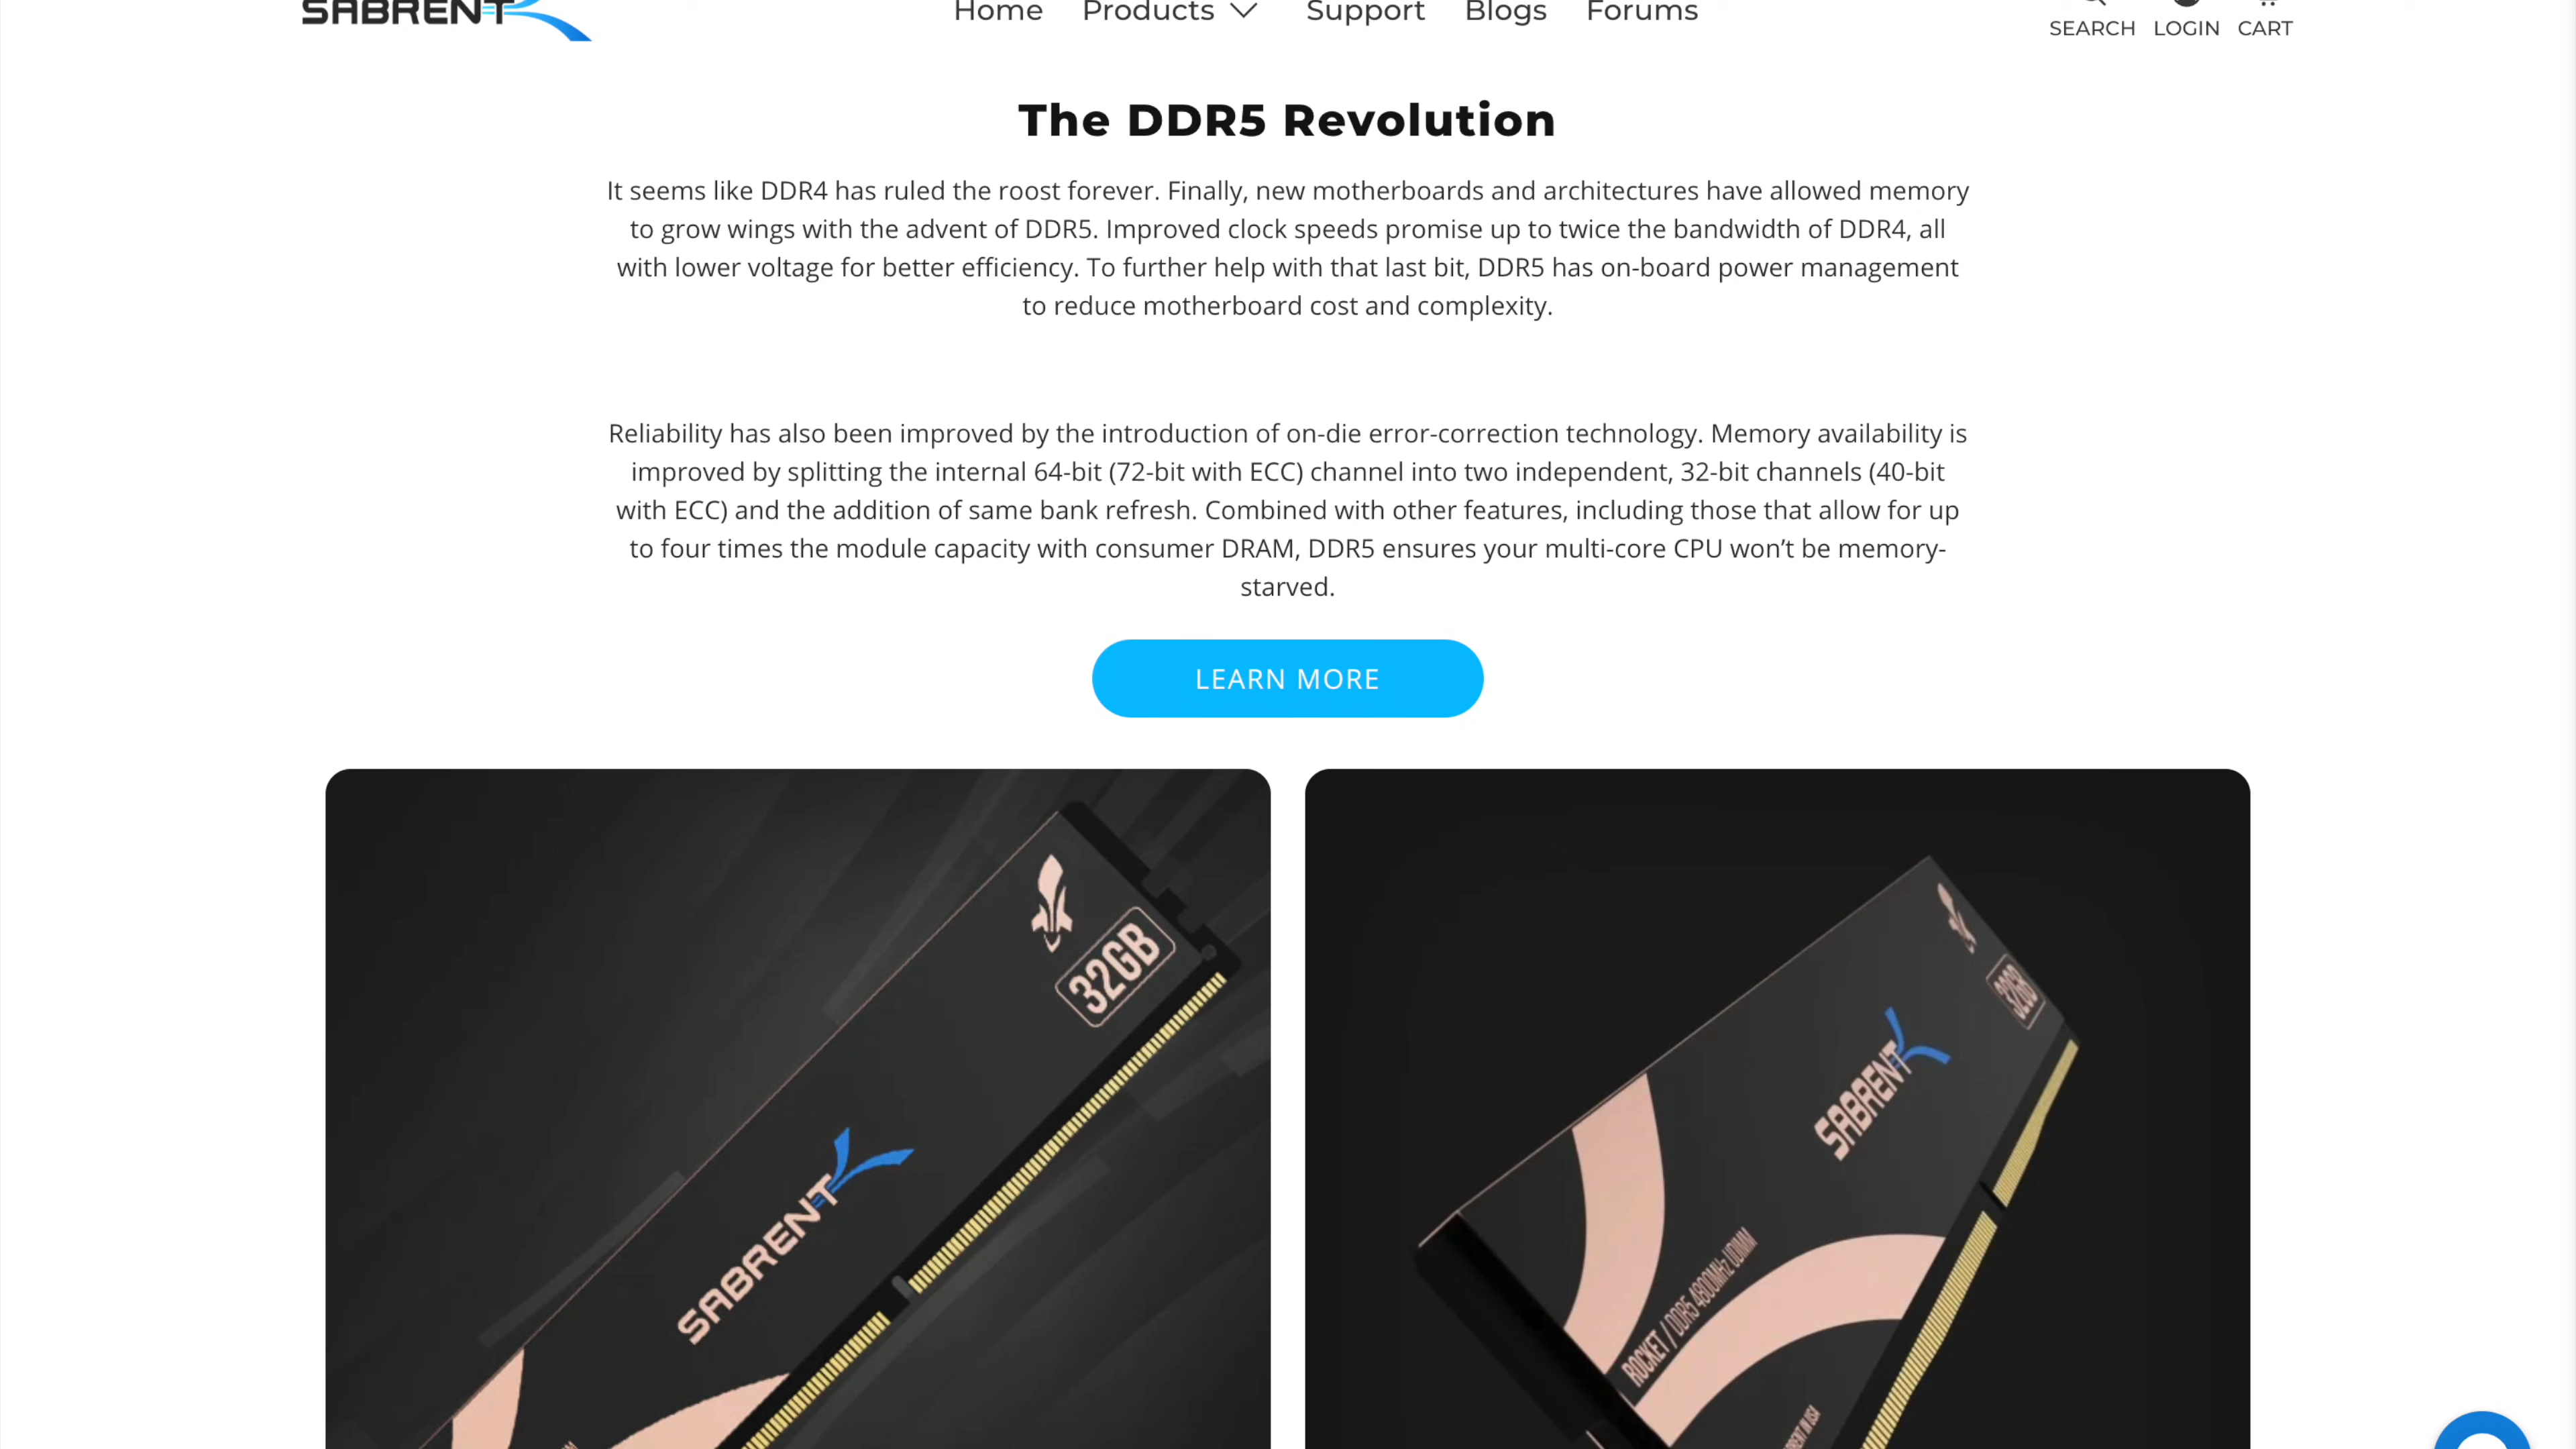 SABRENT
Home Products Support Blogs Forums
SEARCH LOGIN CART
The DDR5 Revolution
It seems like DDR4 has ruled the roost forever. Finally, new motherboards and architectures have allowed memory
to grow wings with the advent of DDR5. Improved clock speeds promise up to twice the bandwidth of DDR4, all
with lower voltage for better efficiency. To further help with that last bit, DDR5 has on-board power management
to reduce motherboard cost and complexity.
Reliability has also been improved by the introduction of on-die error-correction technology. Memory availability is
improved by splitting the internal 64-bit (72-bit with ECC) channel into two independent, 32-bit channels (40-bit
with ECC) and the addition of same bank refresh. Combined with other features, including those that allow for up
to four times the module capacity with consumer DRAM, DDR5 ensures your multi-core CPU won’t be memory-
starved.
LEARN MORE
32GB
SABRENT
32GB
SABRENT
ROCKET / DDR5 4800MHz UDIMM